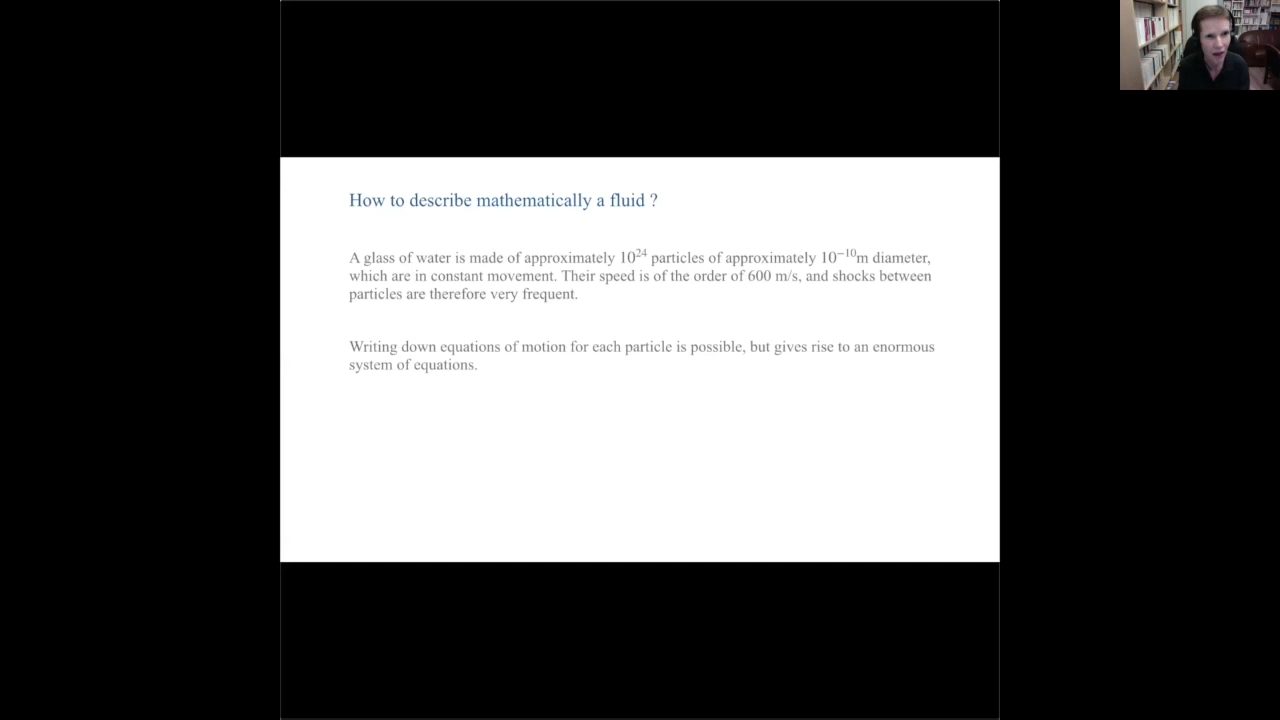 How to describe mathematically a fluid ?
A glass of water is made of approximately 10²⁴ particles of approximately 10⁻¹⁰m diameter,
which are in constant movement. Their speed is of the order of 600 m/s, and shocks between
particles are therefore very frequent.
Writing down equations of motion for each particle is possible, but gives rise to an enormous
system of equations.